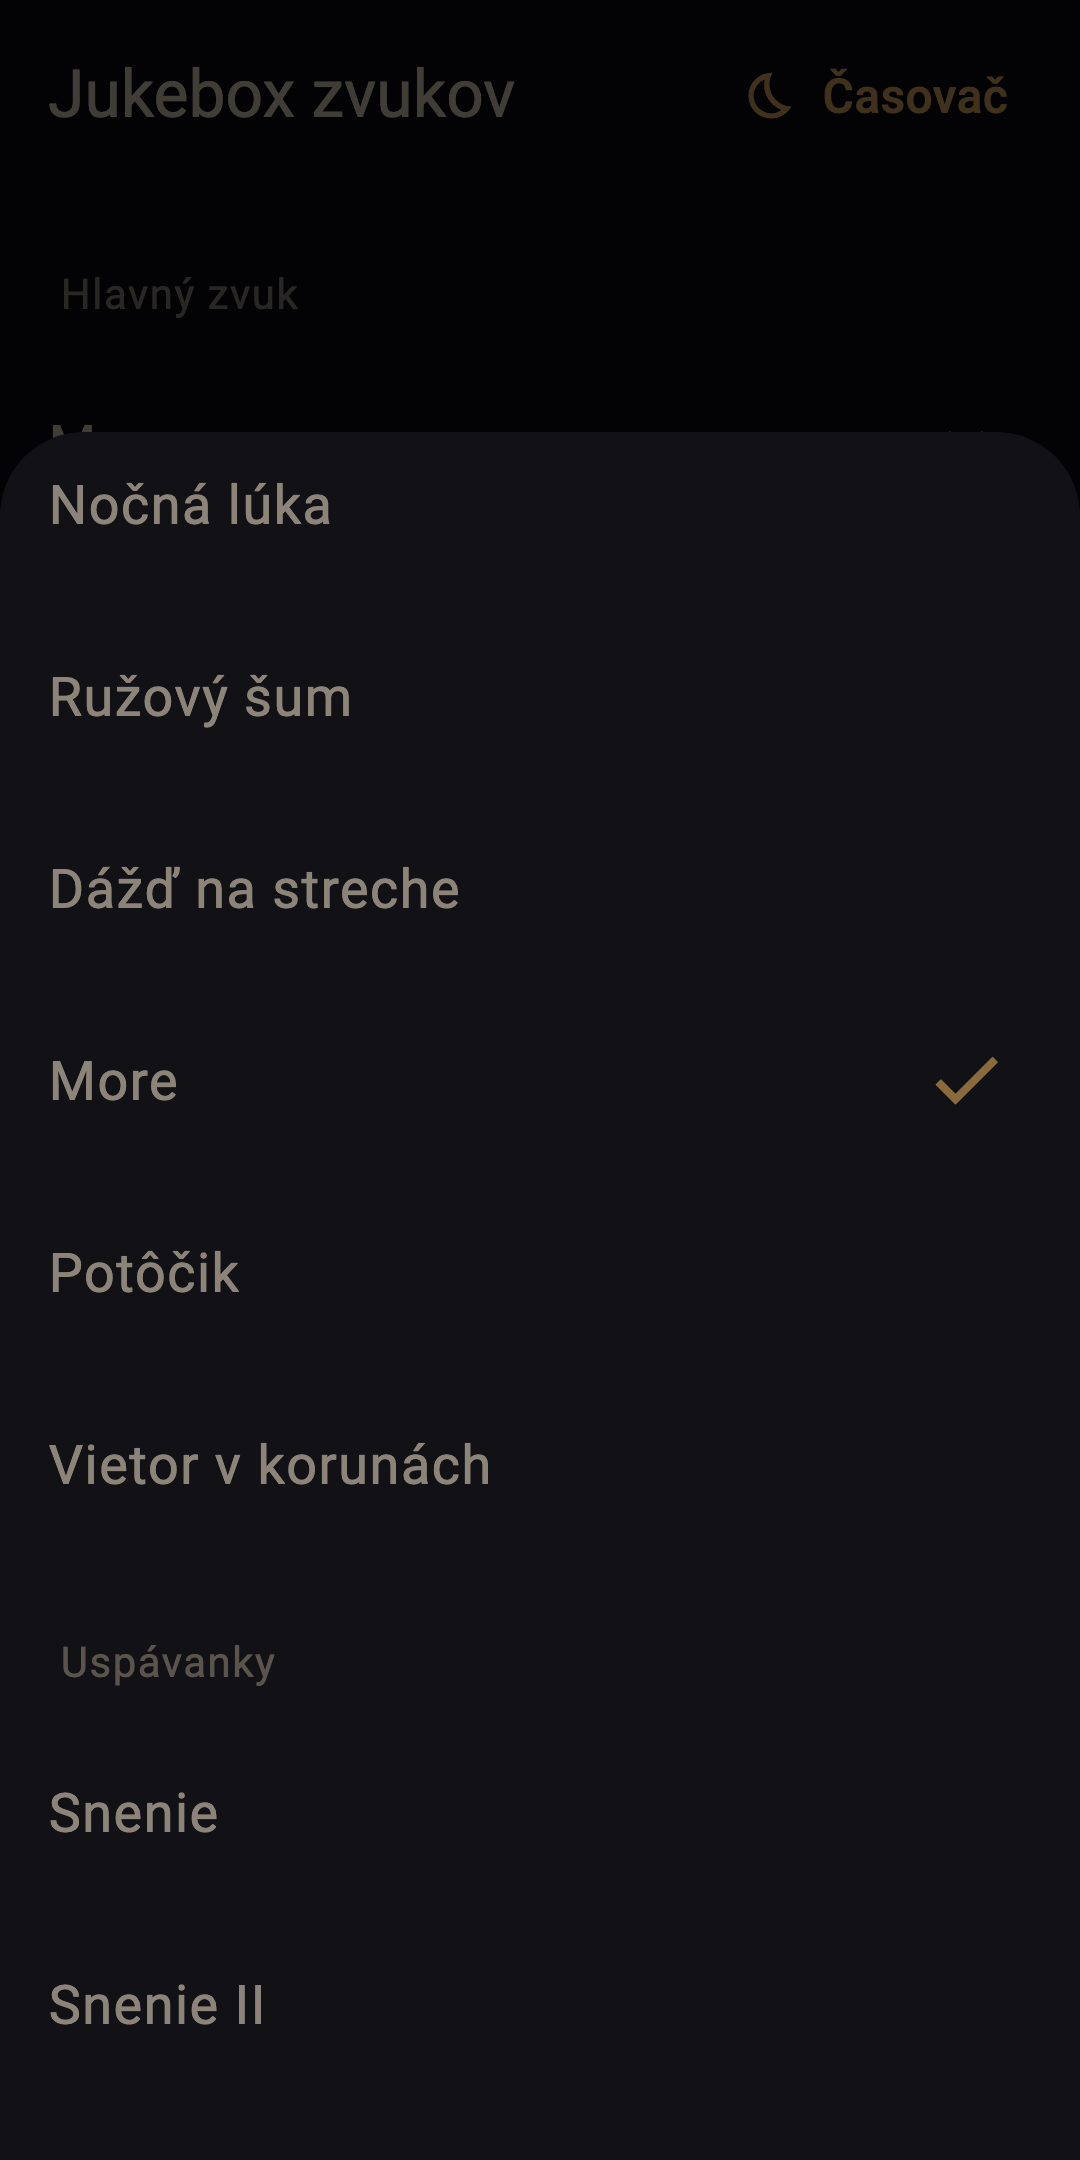 Jukebox zvukov
Časovač
Hlavný zvuk
Nočná lúka
Ružový šum
Dážď na streche
More
Potôčik
Vietor v korunách
Uspávanky
Snenie
Snenie II